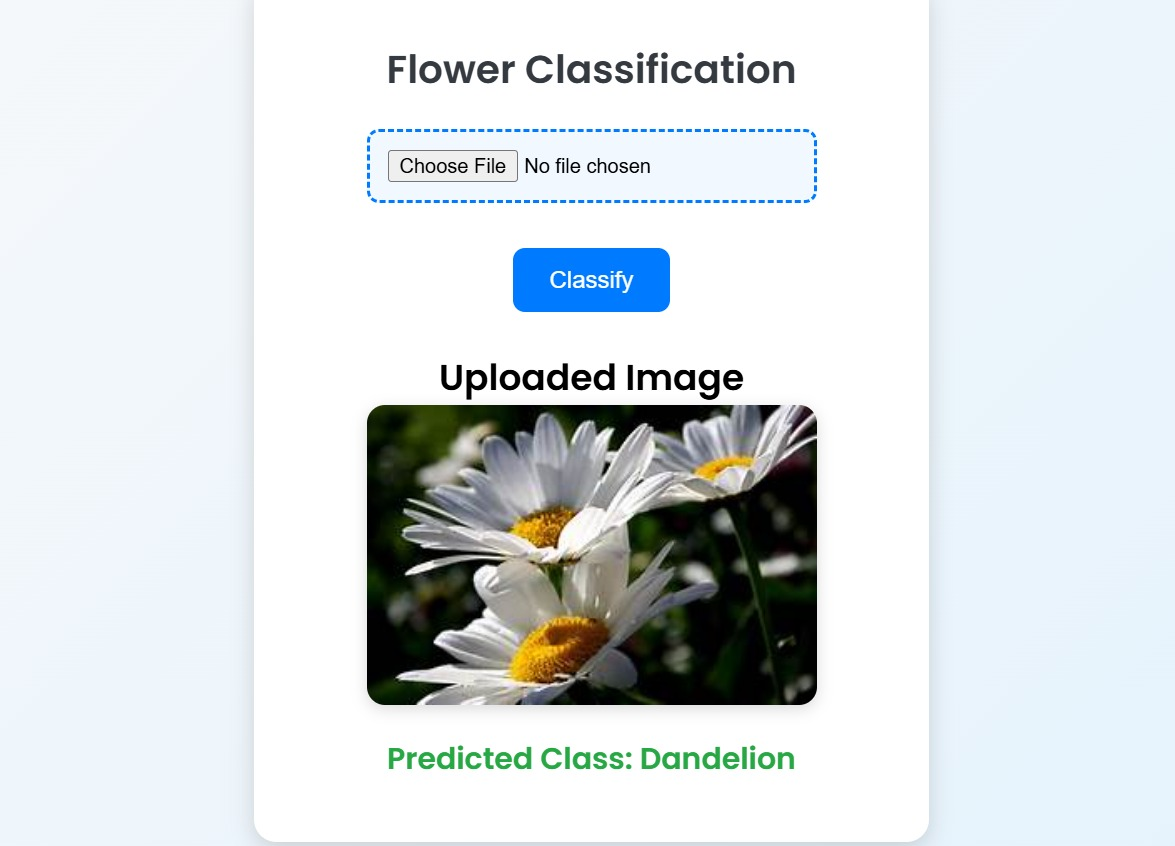 Flower Classification
Choose File No file chosen
Classify
Uploaded Image
Predicted Class: Dandelion